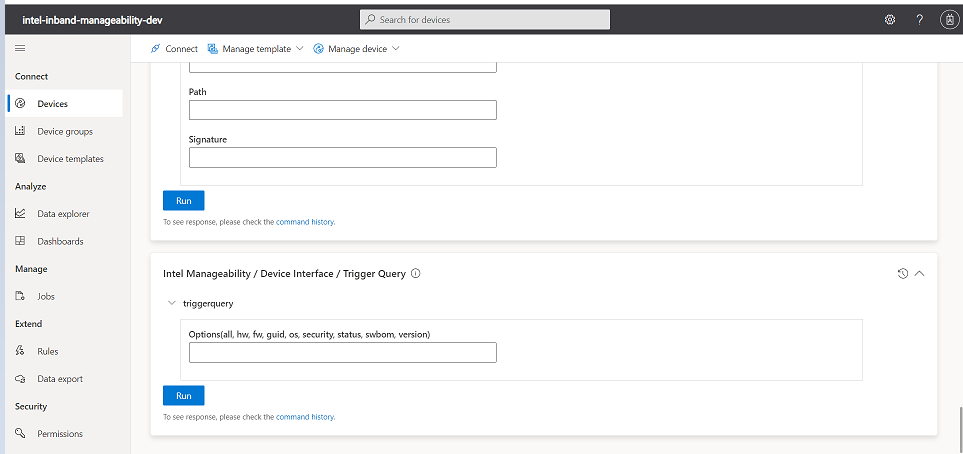 intel-inband-manageability-dev
Search for devices
?
Connect
Manage template
Manage device
Connect
Devices
Device groups
Device templates
Analyze
Data explorer
Dashboards
Manage
Jobs
Extend
Rules
Data export
Security
Permissions
Path
Signature
Run
To see response, please check the command history.
Intel Manageability / Device Interface / Trigger Query
triggerquery
Options(all, hw, fw, guid, os, security, status, swbom, version)
Run
To see response, please check the command history.